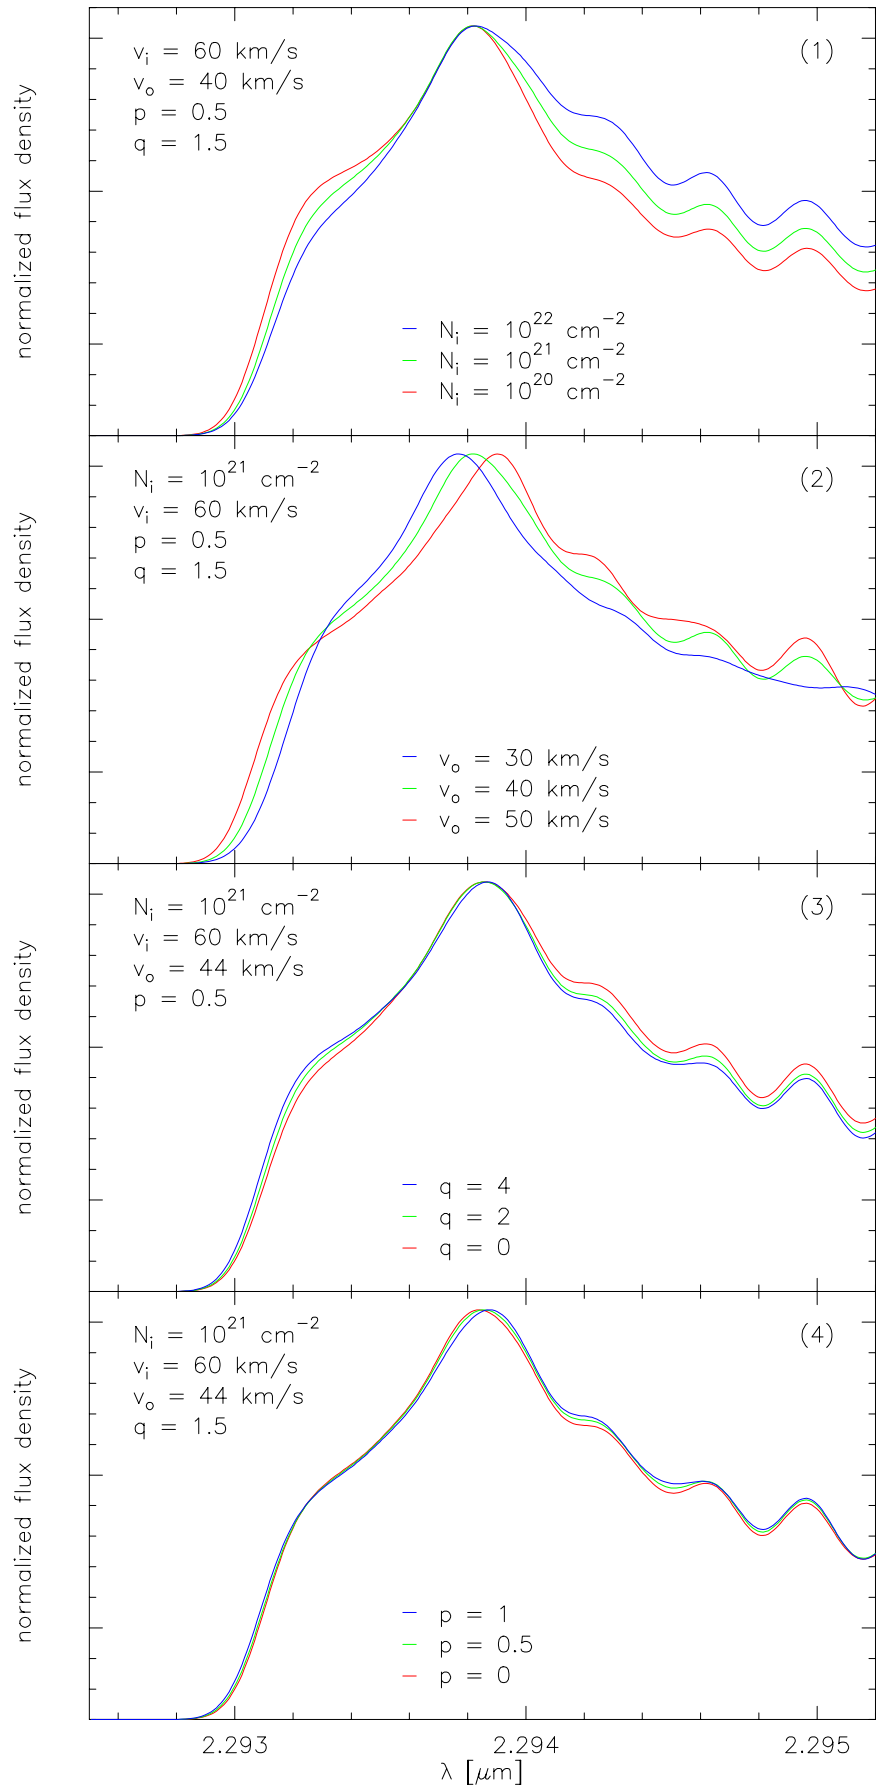 v_i = 60 km/s
v_o = 40 km/s
p = 0.5
q = 1.5
(1)
normalized flux density
N_i = 10^22 cm^−2
N_i = 10^21 cm^−2
N_i = 10^20 cm^−2
N_i = 10^21 cm^−2
v_i = 60 km/s
p = 0.5
q = 1.5
(2)
normalized flux density
v_o = 30 km/s
v_o = 40 km/s
v_o = 50 km/s
N_i = 10^21 cm^−2
v_i = 60 km/s
v_o = 44 km/s
p = 0.5
(3)
normalized flux density
q = 4
q = 2
q = 0
N_i = 10^21 cm^−2
v_i = 60 km/s
v_o = 44 km/s
q = 1.5
(4)
normalized flux density
p = 1
p = 0.5
p = 0
2.293 2.294 2.295
λ [μm]